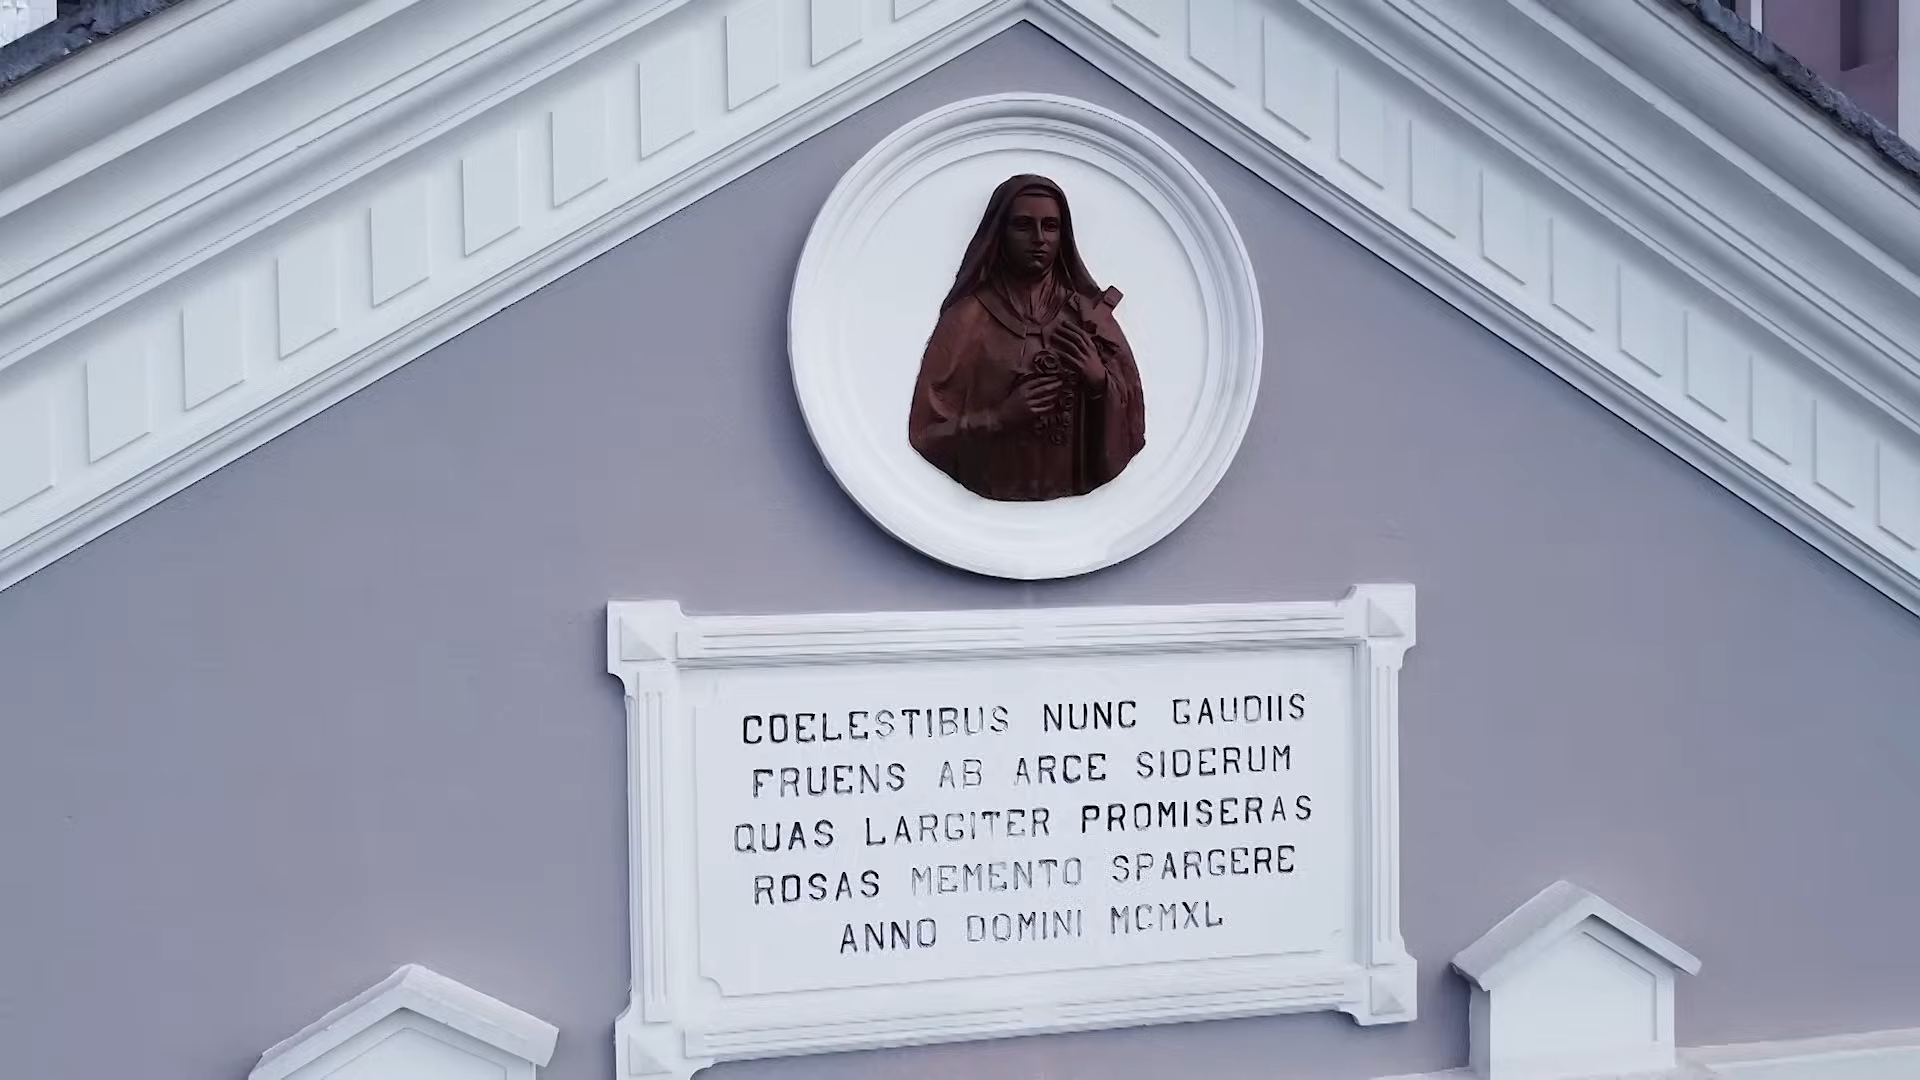 COELESTIBUS NUNC GAUDIIS
FRUENS AB ARCE SIDERUM
QUAS LARGITER PROMISERAS
ROSAS MEMENTO SPARGERE
ANNO DOMINI MCMXL